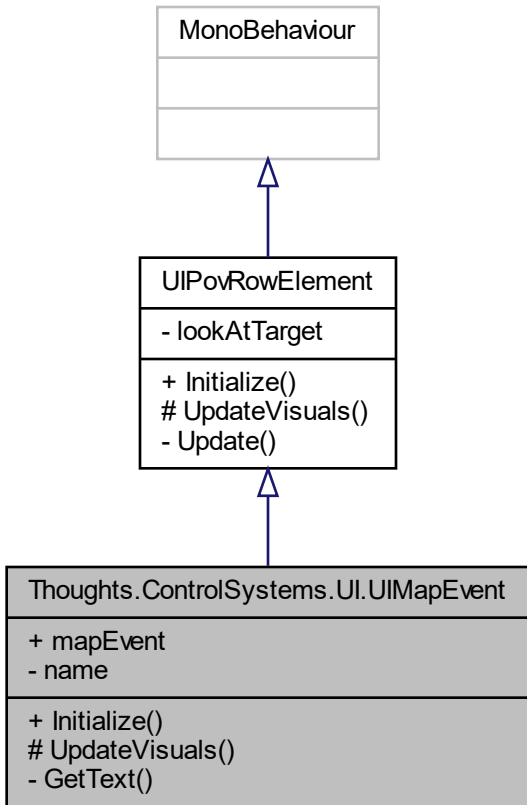 MonoBehaviour
UIPovRowElement
- lookAtTarget
+ Initialize()
# UpdateVisuals()
- Update()
Thoughts.ControlSystems.UI.UIMapEvent
+ mapEvent
- name
+ Initialize()
# UpdateVisuals()
- GetText()